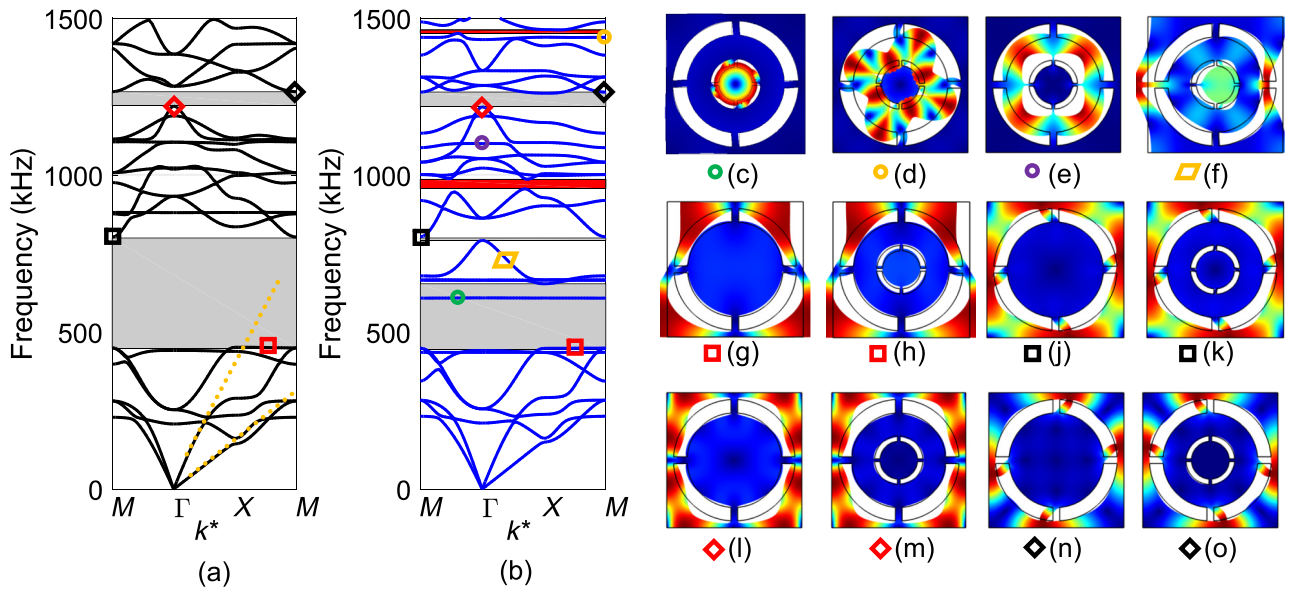 1500
1000
500
0
Frequency (kHz)
M Γ X M
k*
(a)
1500
1000
500
0
Frequency (kHz)
M Γ X M
k*
(b)
(c) (d) (e) (f)
(g) (h) (j) (k)
(l) (m) (n) (o)